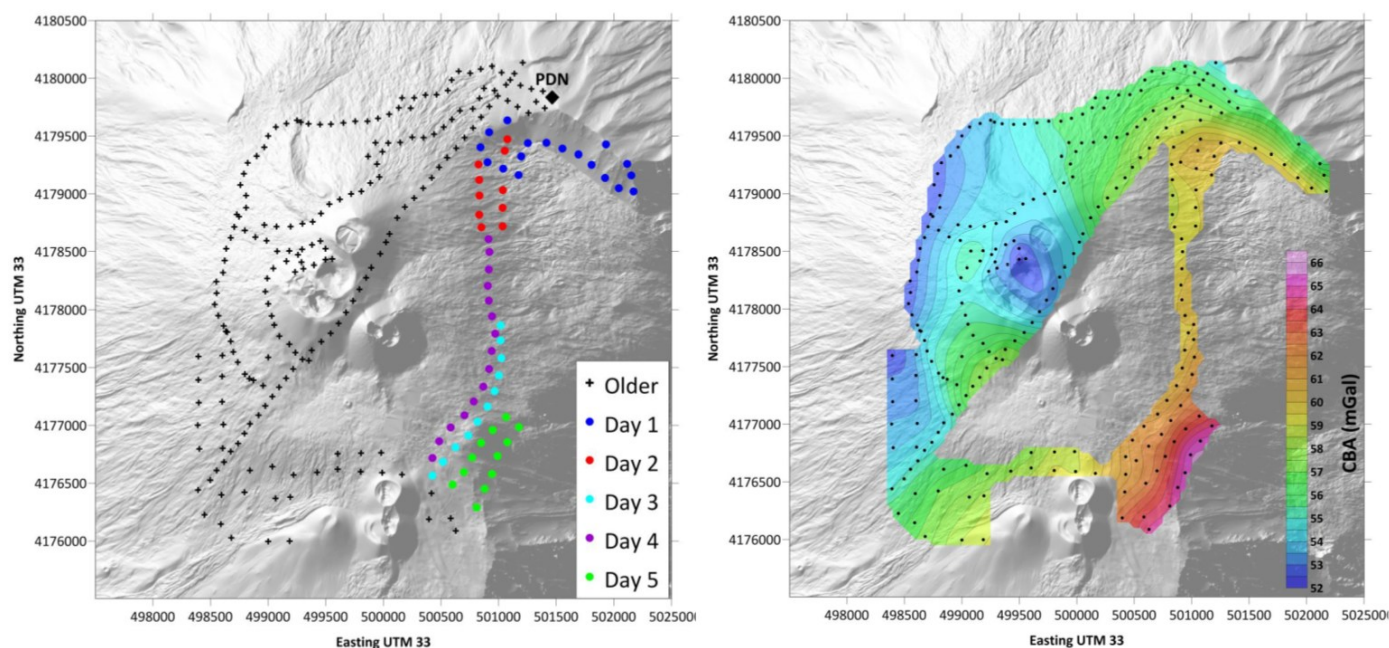 4180500
4180000
4179500
4179000
4178500
4178000
4177500
4177000
4176500
4176000
Northing UTM 33
498000 498500 499000 499500 500000 500500 501000 501500 502000 502500
Easting UTM 33
PDN
Older
Day 1
Day 2
Day 3
Day 4
Day 5
4180500
4180000
4179500
4179000
4178500
4178000
4177500
4177000
4176500
4176000
Northing UTM 33
498000 498500 499000 499500 500000 500500 501000 501500 502000 502500
Easting UTM 33
66
65
64
63
62
61
60
59
58
57
56
55
54
53
52
CBA (mGal)